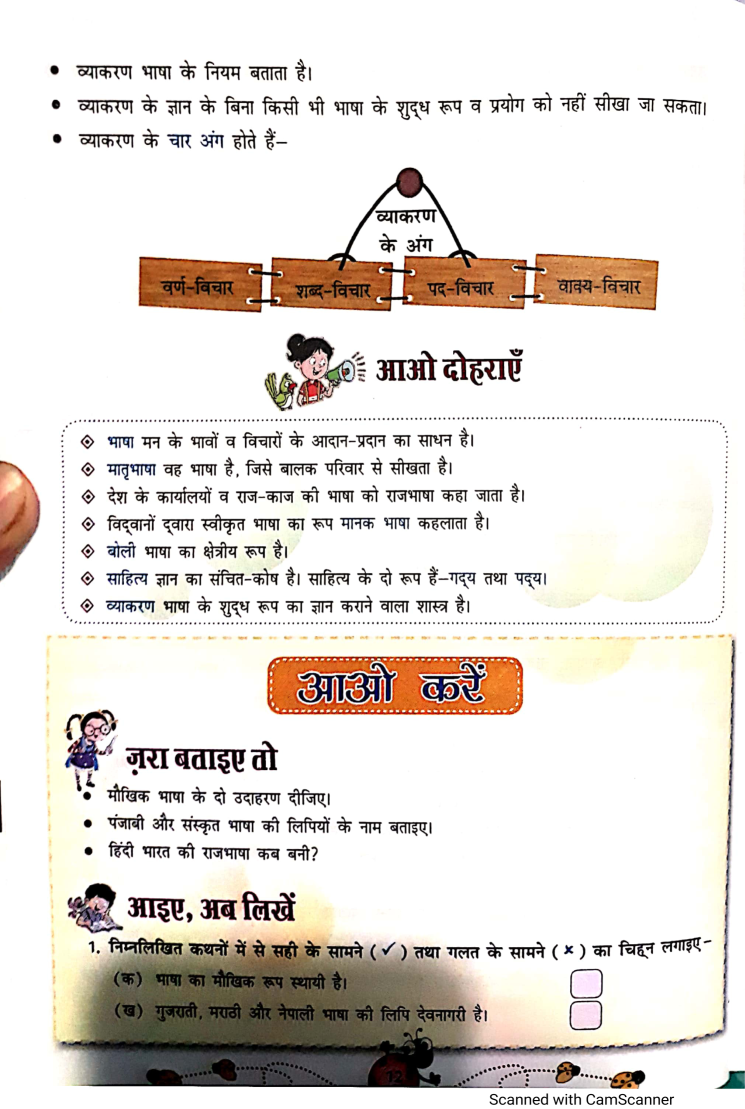 • व्याकरण भाषा के नियम बताता है।
• व्याकरण के ज्ञान के बिना किसी भी भाषा के शुद्ध रूप व प्रयोग को नहीं सीखा जा सकता।
• व्याकरण के चार अंग होते हैं–
व्याकरण
के अंग
वर्ण-विचार शब्द-विचार पद-विचार वाक्य-विचार
आओ दोहराएँ
भाषा मन के भावों व विचारों के आदान-प्रदान का साधन है।
मातृभाषा वह भाषा है, जिसे बालक परिवार से सीखता है।
देश के कार्यालयों व राज-काज की भाषा को राजभाषा कहा जाता है।
विद्वानों द्वारा स्वीकृत भाषा का रूप मानक भाषा कहलाता है।
बोली भाषा का क्षेत्रीय रूप है।
साहित्य ज्ञान का संचित-कोष है। साहित्य के दो रूप हैं–गद्य तथा पद्य।
व्याकरण भाषा के शुद्ध रूप का ज्ञान कराने वाला शास्त्र है।
आओ करें
ज़रा बताइए तो
• मौखिक भाषा के दो उदाहरण दीजिए।
• पंजाबी और संस्कृत भाषा की लिपियों के नाम बताइए।
• हिंदी भारत की राजभाषा कब बनी?
आइए, अब लिखें
1. निम्नलिखित कथनों में से सही के सामने (✓) तथा गलत के सामने (×) का चिह्न लगाइए–
(क) भाषा का मौखिक रूप स्थायी है।
(ख) गुजराती, मराठी और नेपाली भाषा की लिपि देवनागरी है।
12
Scanned with CamScanner